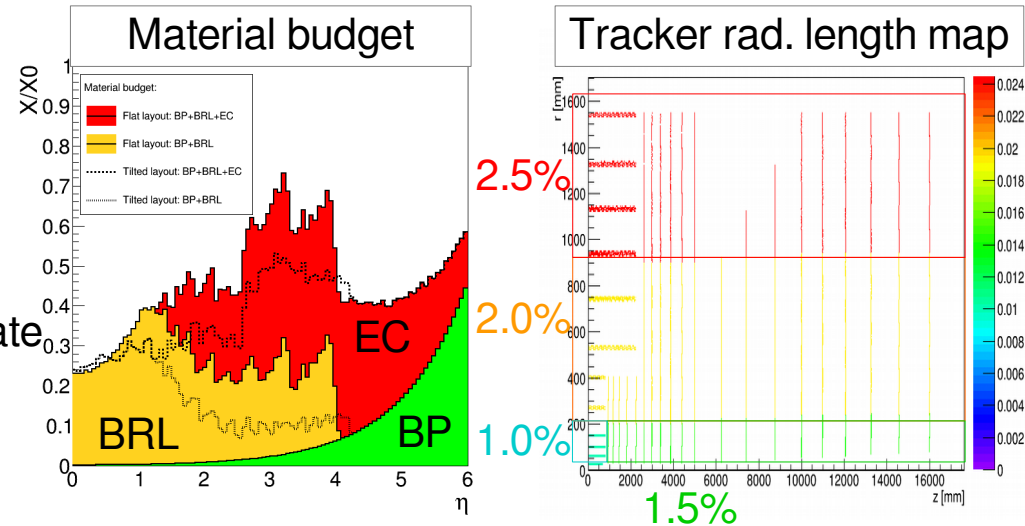 Material budget
X/X0
1
0.9
0.8
0.7
0.6
0.5
0.4
0.3
0.2
0.1
0
Material budget:
Flat layout: BP+BRL+EC
Flat layout: BP+BRL
Tilted layout: BP+BRL+EC
Tilted layout: BP+BRL
ate
BRL
EC
BP
0 1 2 3 4 5 6
η
Tracker rad. length map
r [mm]
1600
1400
1200
1000
800
600
400
200
0
2.5%
2.0%
1.0%
1.5%
0 2000 4000 6000 8000 10000 12000 14000 16000
z [mm]
0.024
0.022
0.02
0.018
0.016
0.014
0.012
0.01
0.008
0.006
0.004
0.002
0